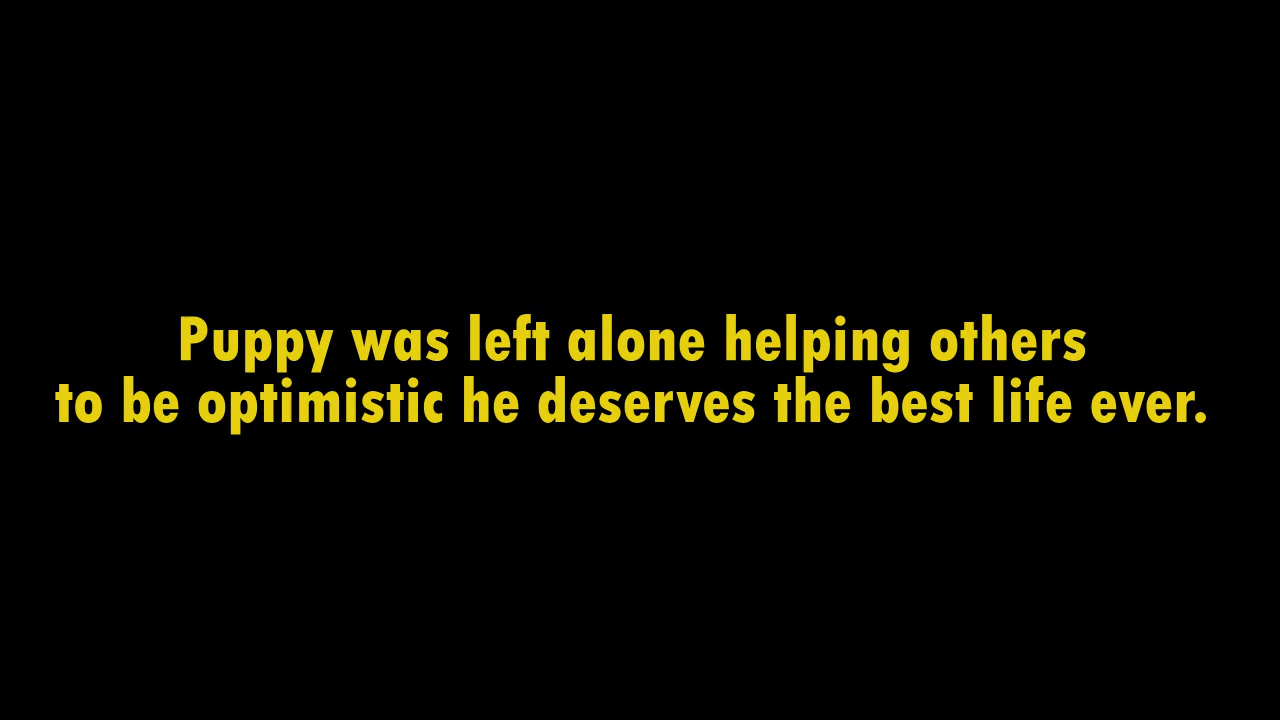 Puppy was left alone helping others
to be optimistic he deserves the best life ever.